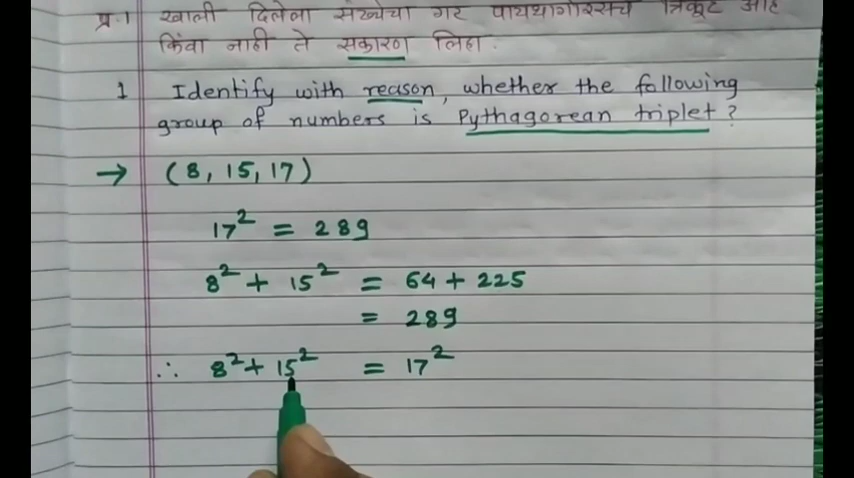 प्र.1 खाली दिलेला संख्येचा गट पायथागोरसचे त्रिकूट आहे
किंवा नाही ते सकारण लिहा.
1 Identify with reason, whether the following
group of numbers is Pythagorean triplet?
→ (8, 15, 17)
17² = 289
8² + 15² = 64 + 225
= 289
∴ 8² + 15² = 17²